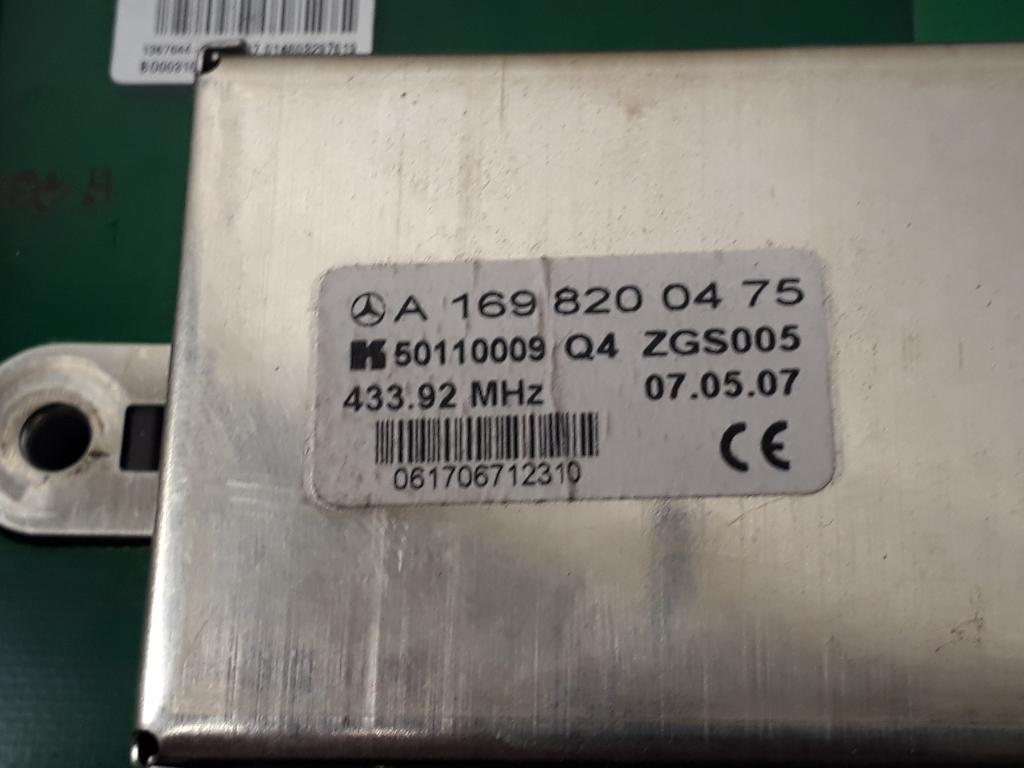 A 169 820 04 75
50110009 Q4 ZGS005
433.92 MHz 07.05.07
CE
061706712310